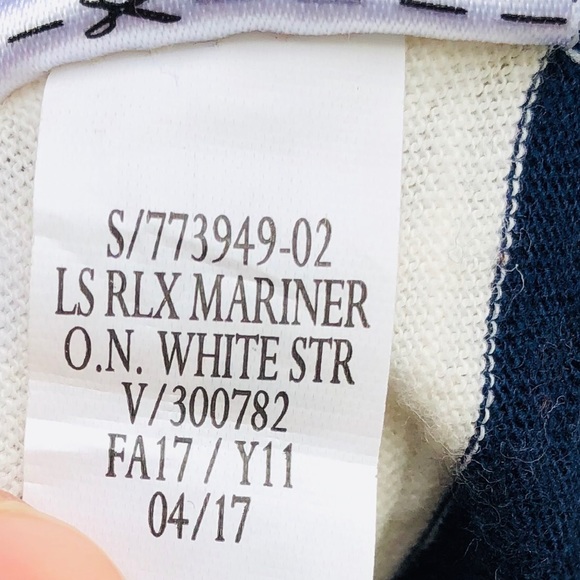 S/773949-02
LS RLX MARINER
O.N. WHITE STR
V/300782
FA17 / Y11
04/17